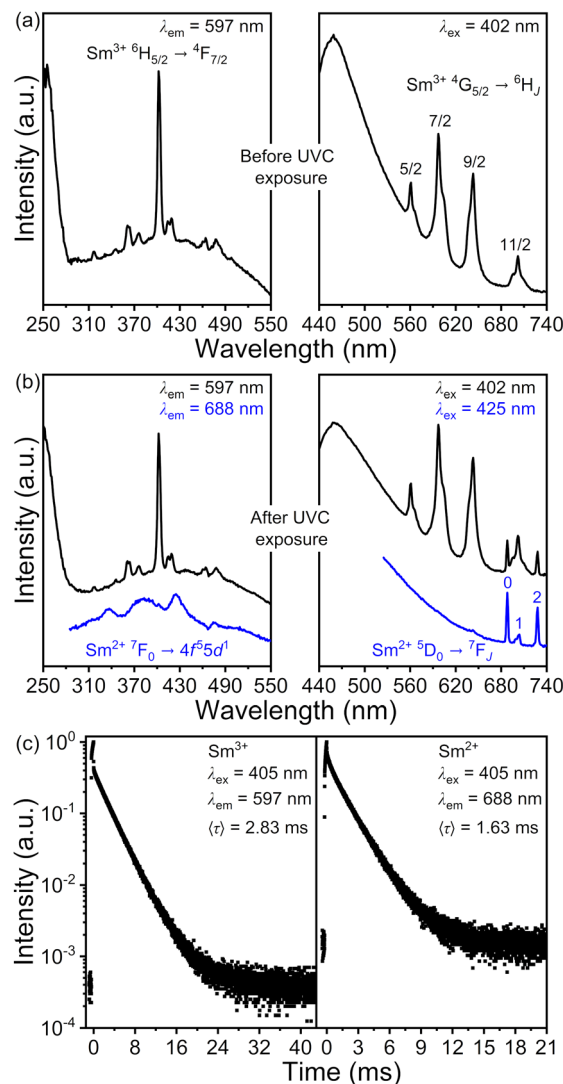 (a)
λem = 597 nm
Sm³⁺ ⁶H5/2 → ⁴F7/2
λex = 402 nm
Sm³⁺ ⁴G5/2 → ⁶HJ
5/2
7/2
9/2
11/2
Before UVC
exposure
Intensity (a.u.)
250 310 370 430 490 550
440 500 560 620 680 740
Wavelength (nm)
Wavelength (nm)
(b)
λem = 597 nm
λem = 688 nm
λex = 402 nm
λex = 425 nm
After UVC
exposure
0
1
2
Sm²⁺ ⁷F0 → 4f⁵5d¹
Sm²⁺ ⁵D0 → ⁷FJ
Intensity (a.u.)
250 310 370 430 490 550
440 500 560 620 680 740
Wavelength (nm)
Wavelength (nm)
(c)
10⁰
10⁻¹
10⁻²
10⁻³
10⁻⁴
Intensity (a.u.)
Sm³⁺
λex = 405 nm
λem = 597 nm
⟨τ⟩ = 2.83 ms
Sm²⁺
λex = 405 nm
λem = 688 nm
⟨τ⟩ = 1.63 ms
0 8 16 24 32 40
0 3 6 9 12 15 18 21
Time (ms)